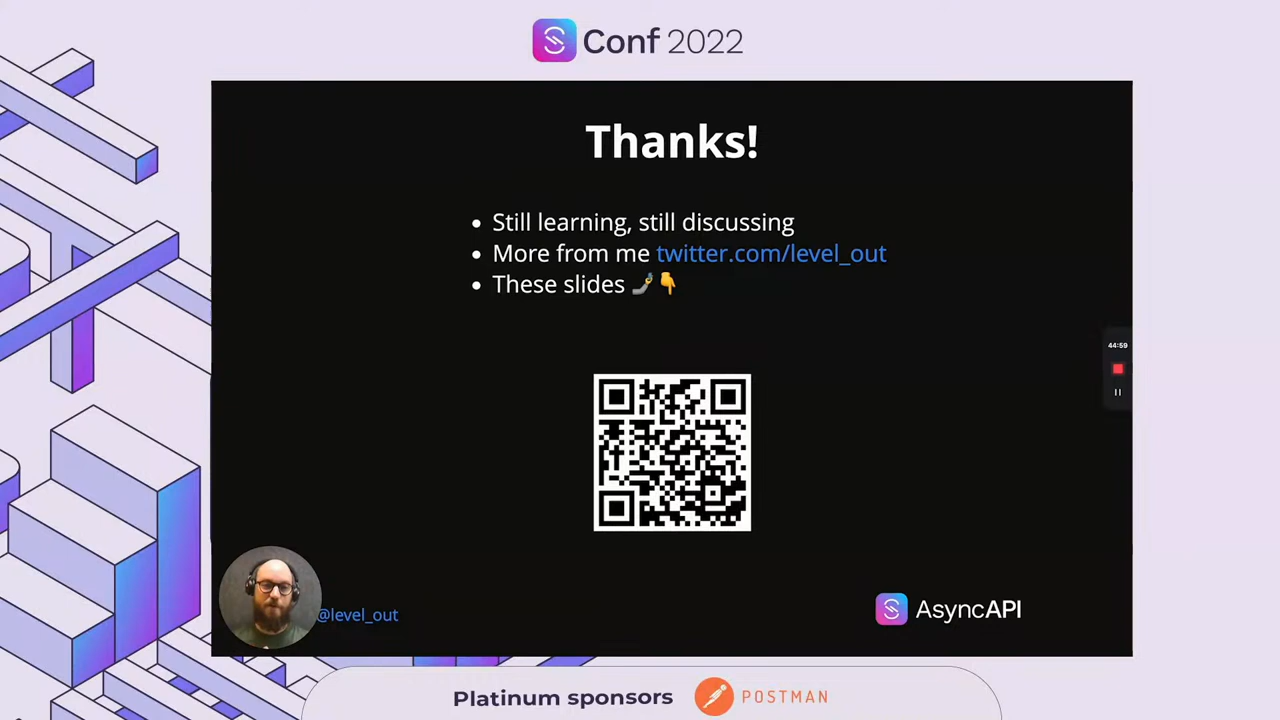 Conf 2022
Thanks!
Still learning, still discussing
More from me twitter.com/level_out
These slides 🤳👇
44:59
@level_out
AsyncAPI
Platinum sponsors POSTMAN